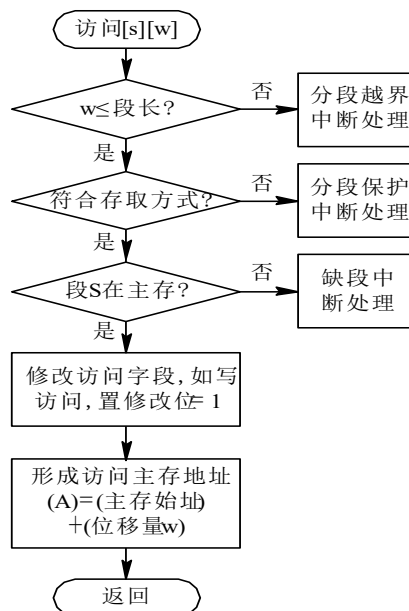 访问[s][w]
w≤段长?
否
分段越界
中断处理
是
符合存取方式?
否
分段保护
中断处理
是
段S在主存?
否
缺段中
断处理
是
修改访问字段,如写
访问,置修改位=1
形成访问主存地址
(A)=(主存始址)
+(位移量w)
返回